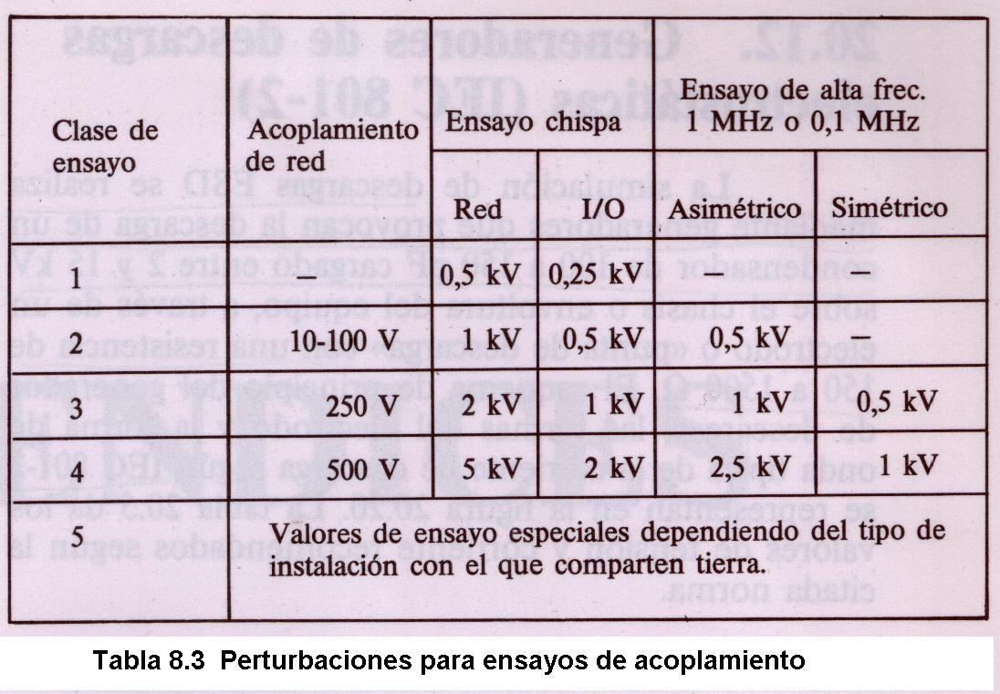 Clase de ensayo | Acoplamiento de red | Ensayo chispa | Ensayo de alta frec. 1 MHz o 0,1 MHz
Red | I/O | Asimétrico | Simétrico
1 | — | 0,5 kV | 0,25 kV | — | —
2 | 10-100 V | 1 kV | 0,5 kV | 0,5 kV | —
3 | 250 V | 2 kV | 1 kV | 1 kV | 0,5 kV
4 | 500 V | 5 kV | 2 kV | 2,5 kV | 1 kV
5 | Valores de ensayo especiales dependiendo del tipo de
instalación con el que comparten tierra.
Tabla 8.3 Perturbaciones para ensayos de acoplamiento